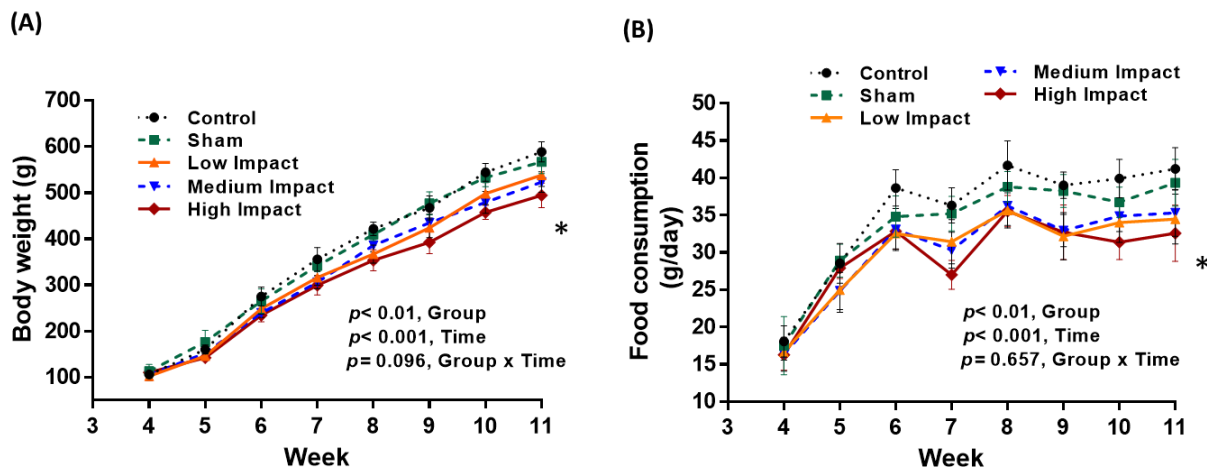 (A)
Body weight (g)
700
600
500
400
300
200
100
Control
Sham
Low Impact
Medium Impact
High Impact
*
p< 0.01, Group
p< 0.001, Time
p= 0.096, Group x Time
3 4 5 6 7 8 9 10 11
Week
(B)
Control
Sham
Low Impact
Medium Impact
High Impact
Food consumption
(g/day)
50
45
40
35
30
25
20
15
10
*
p< 0.01, Group
p< 0.001, Time
p= 0.657, Group x Time
3 4 5 6 7 8 9 10 11
Week